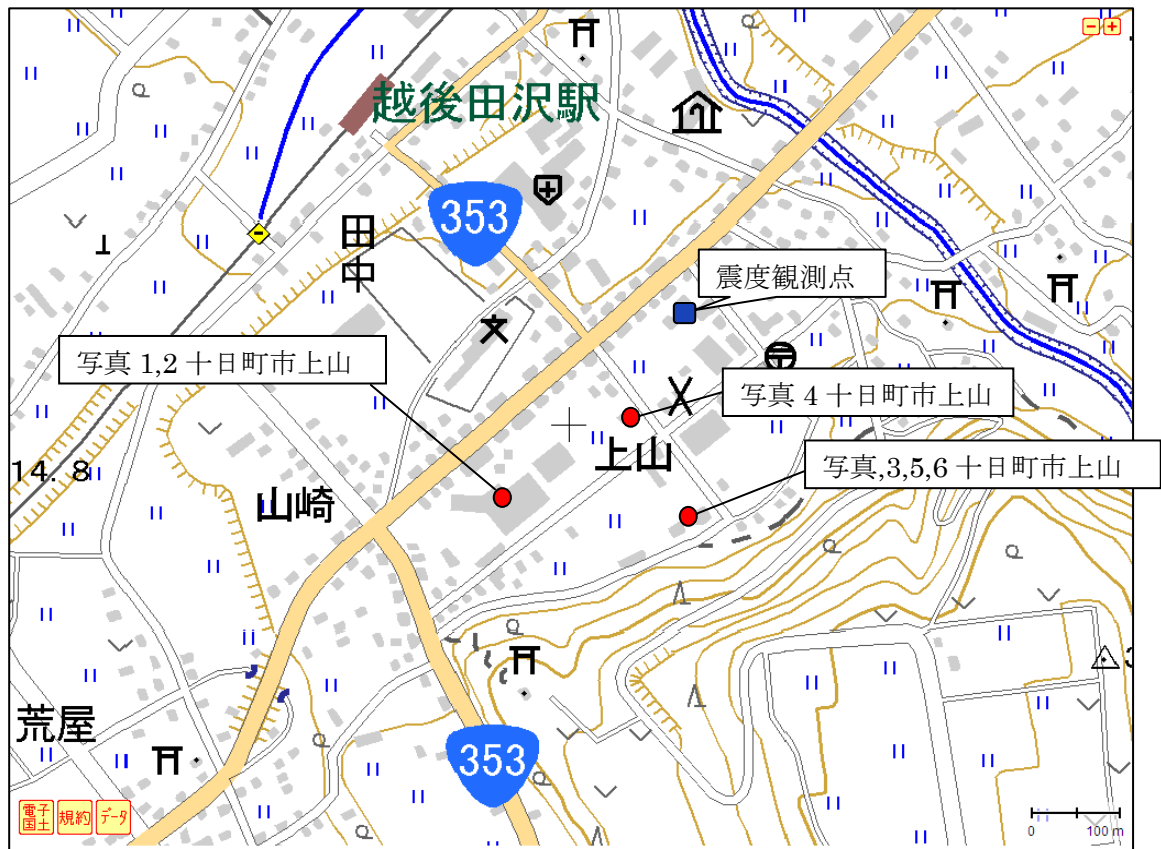 越後田沢駅
353
田中
震度観測点
写真 1,2 十日町市上山
写真 4 十日町市上山
上山
写真,3,5,6 十日町市上山
14.8
山崎
荒屋
353
電子国土
規約
データ
0 100 m